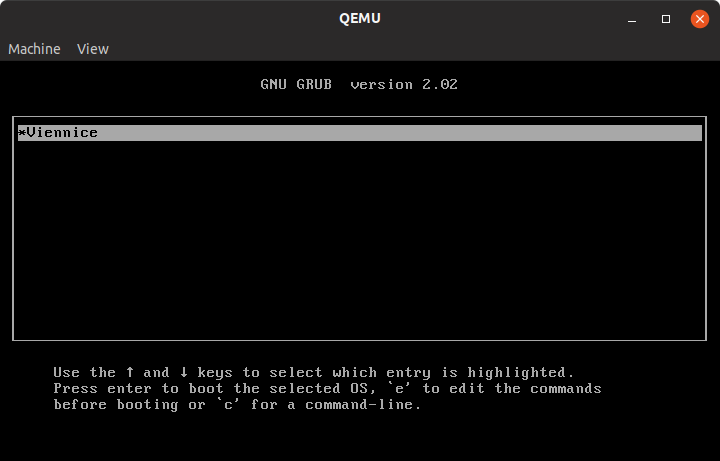 QEMU
Machine View
GNU GRUB version 2.02
*Viennice
Use the ↑ and ↓ keys to select which entry is highlighted.
Press enter to boot the selected OS, `e' to edit the commands
before booting or `c' for a command-line.